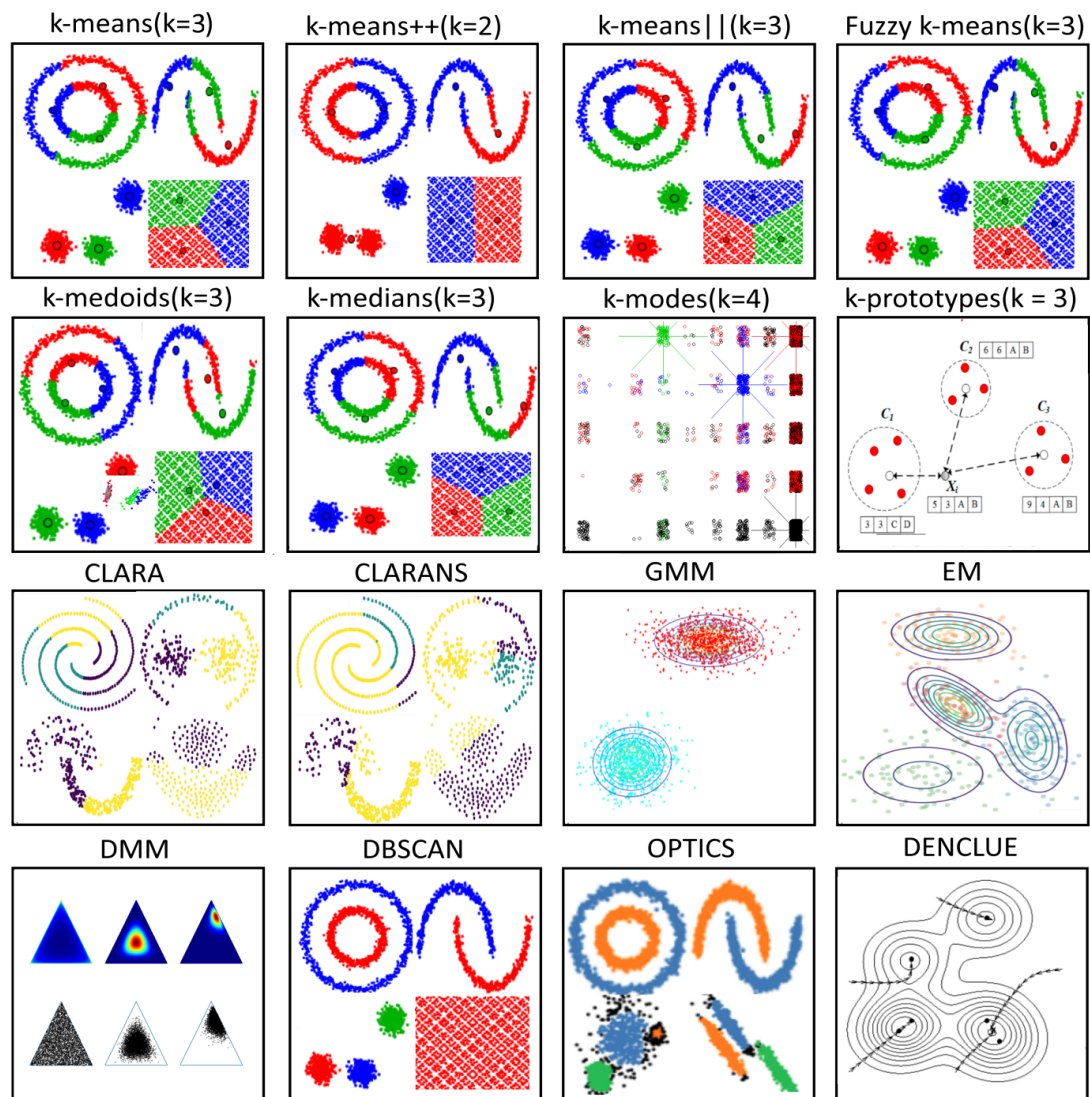 k-means(k=3)
k-means++(k=2)
k-means||(k=3)
Fuzzy k-means(k=3)
k-medoids(k=3)
k-medians(k=3)
k-modes(k=4)
k-prototypes(k = 3)
C2 6 6 A B
C1
C3
Xi
5 3 A B
9 4 A B
3 3 C D
CLARA
CLARANS
GMM
EM
DMM
DBSCAN
OPTICS
DENCLUE